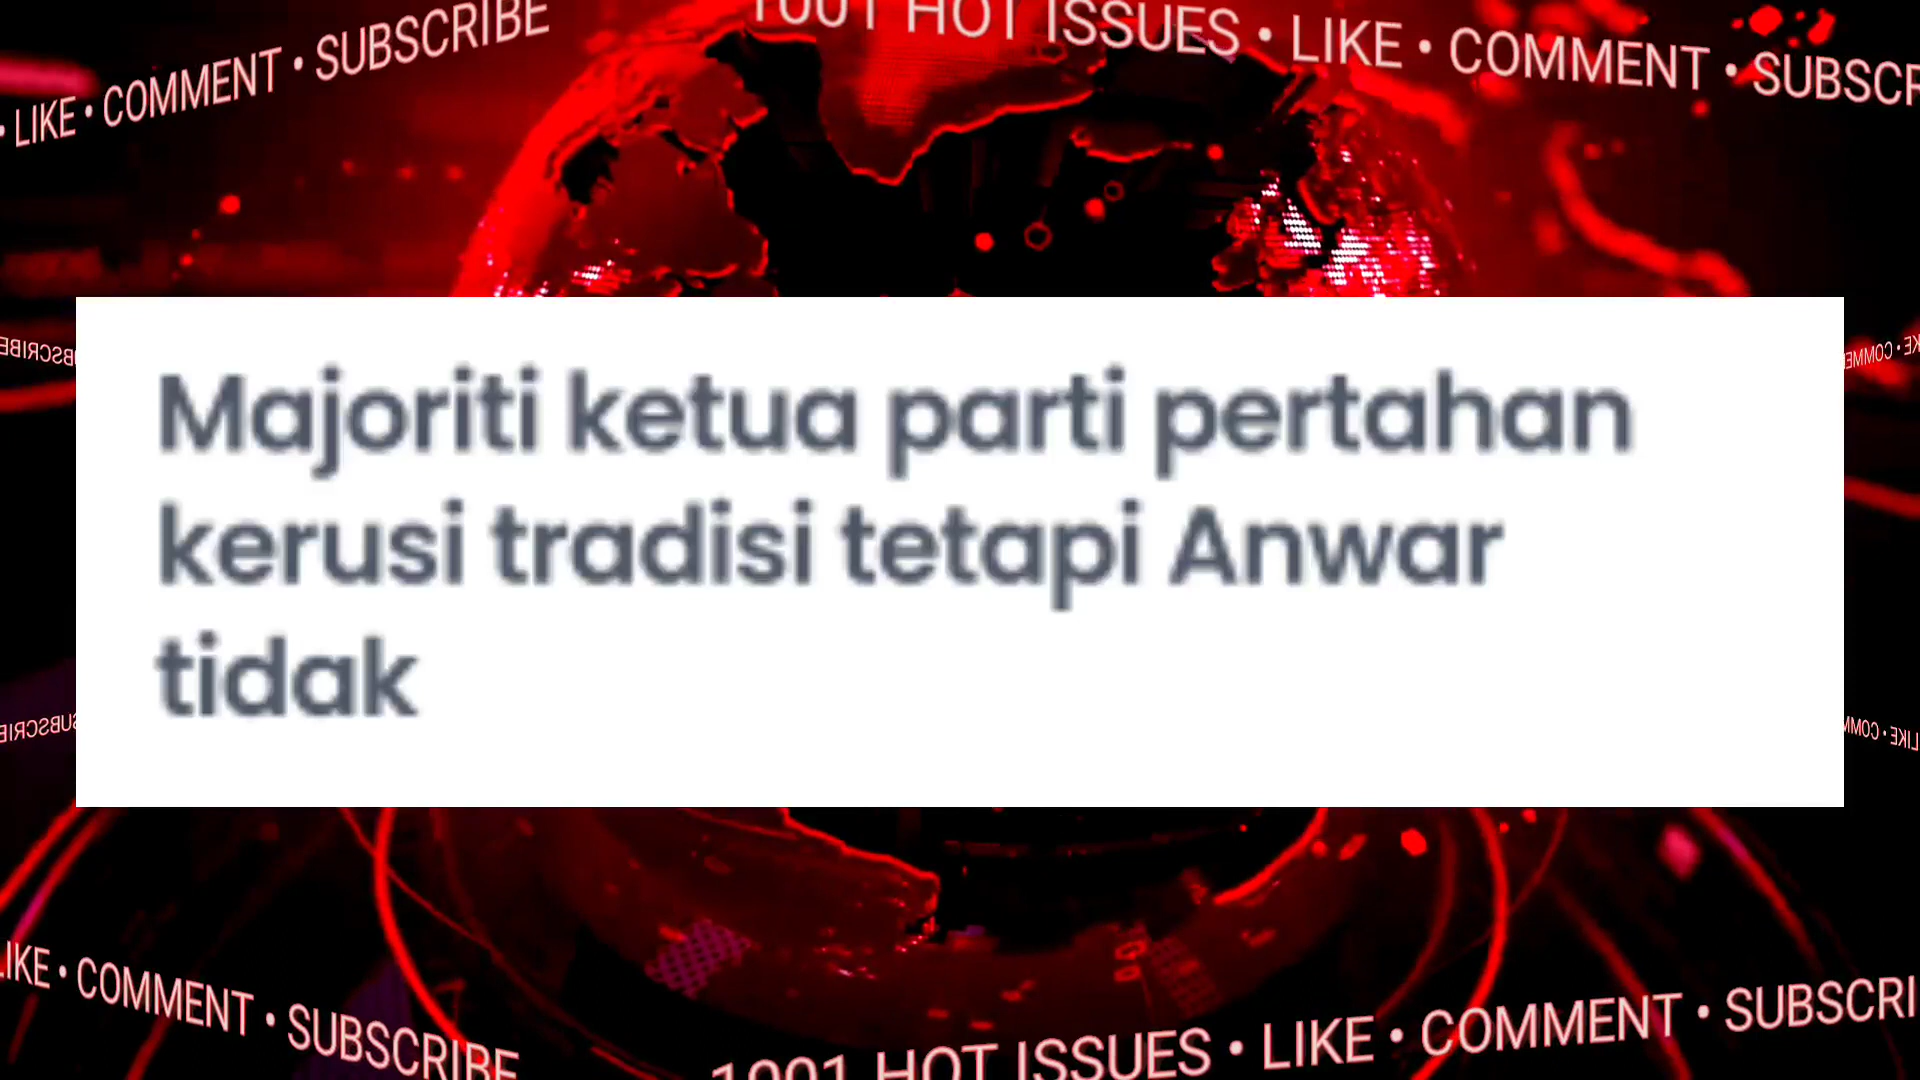 LIKE • COMMENT • SUBSCRIBE
1001 HOT ISSUES • LIKE • COMMENT • SUBSCR
Majoriti ketua parti pertahan
kerusi tradisi tetapi Anwar
tidak
LIKE • COMMENT • SUBSCRIBE
1001 HOT ISSUES • LIKE • COMMENT • SUBSCRI